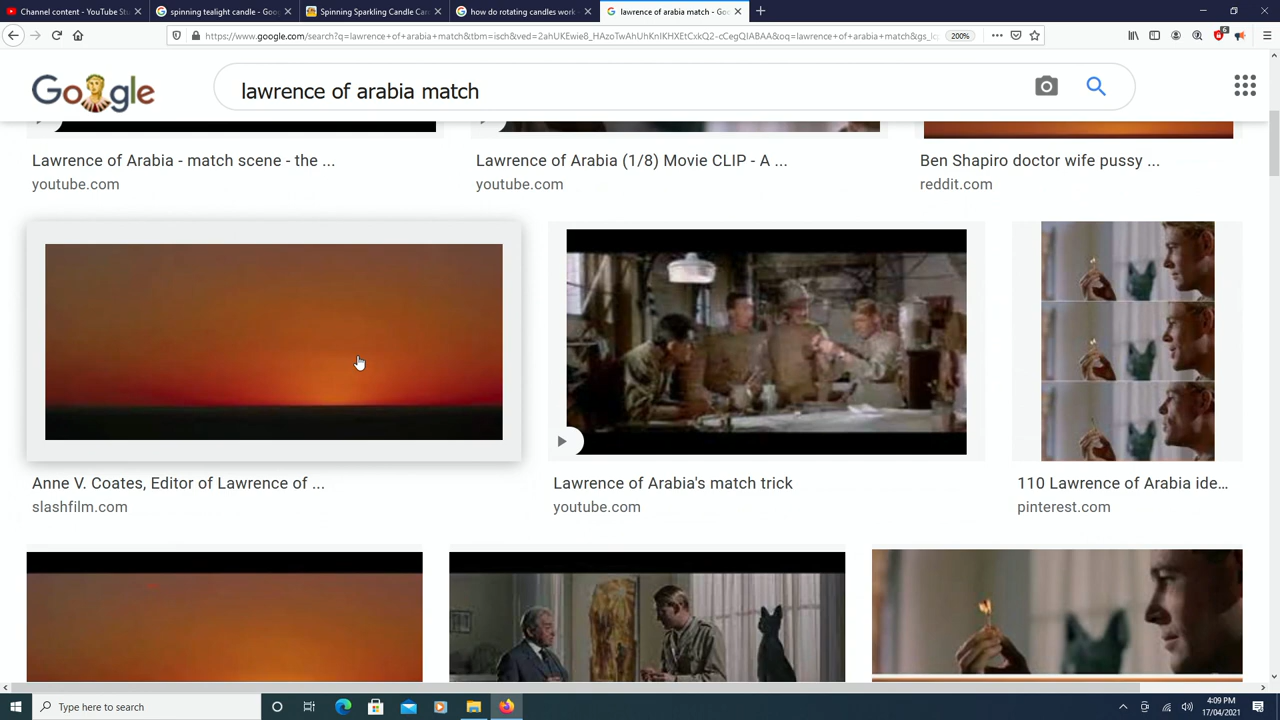 Channel content - YouTube St
spinning tealight candle - Goo
Spinning Sparkling Candle Car
how do rotating candles work
lawrence of arabia match - Go
200%
Google
lawrence of arabia match
Lawrence of Arabia - match scene - the ...
youtube.com
Lawrence of Arabia (1/8) Movie CLIP - A ...
youtube.com
Ben Shapiro doctor wife pussy ...
reddit.com
Anne V. Coates, Editor of Lawrence of ...
slashfilm.com
Lawrence of Arabia's match trick
youtube.com
110 Lawrence of Arabia ide...
pinterest.com
Type here to search
4:09 PM
17/04/2021